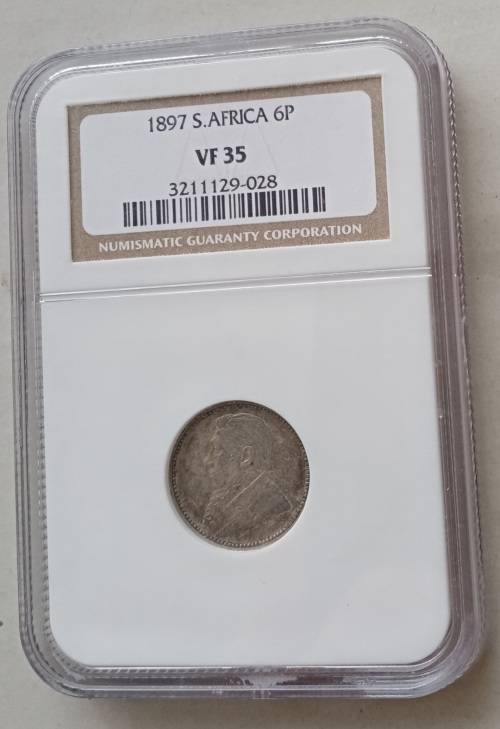 1897 S.AFRICA 6P
VF 35
3211129-028
NUMISMATIC GUARANTY CORPORATION